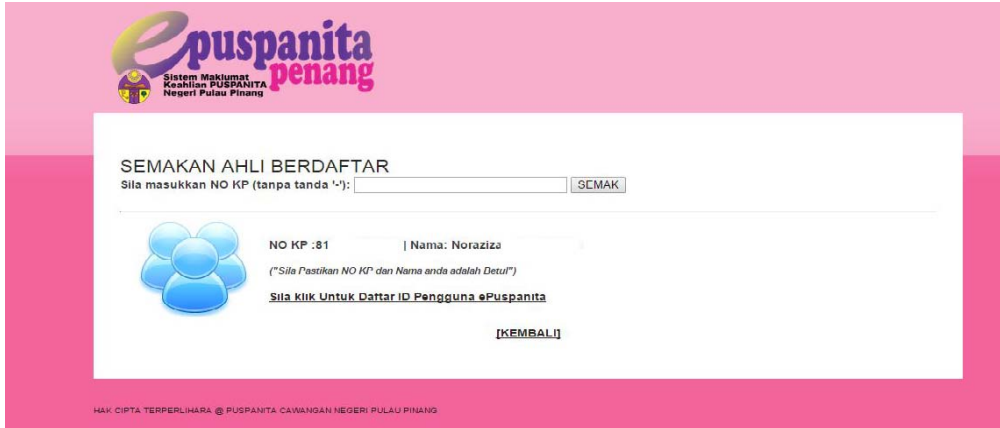 epuspanita
penang
Sistem Maklumat
Keahlian PUSPANITA
Negeri Pulau Pinang
SEMAKAN AHLI BERDAFTAR
Sila masukkan NO KP (tanpa tanda '-'):
SEMAK
NO KP :81 | Nama: Noraziza
("Sila Pastikan NO KP dan Nama anda adalah Betul")
Sila klik Untuk Daftar ID Pengguna ePuspanita
[KEMBALI]
HAK CIPTA TERPERLIHARA @ PUSPANITA CAWANGAN NEGERI PULAU PINANG